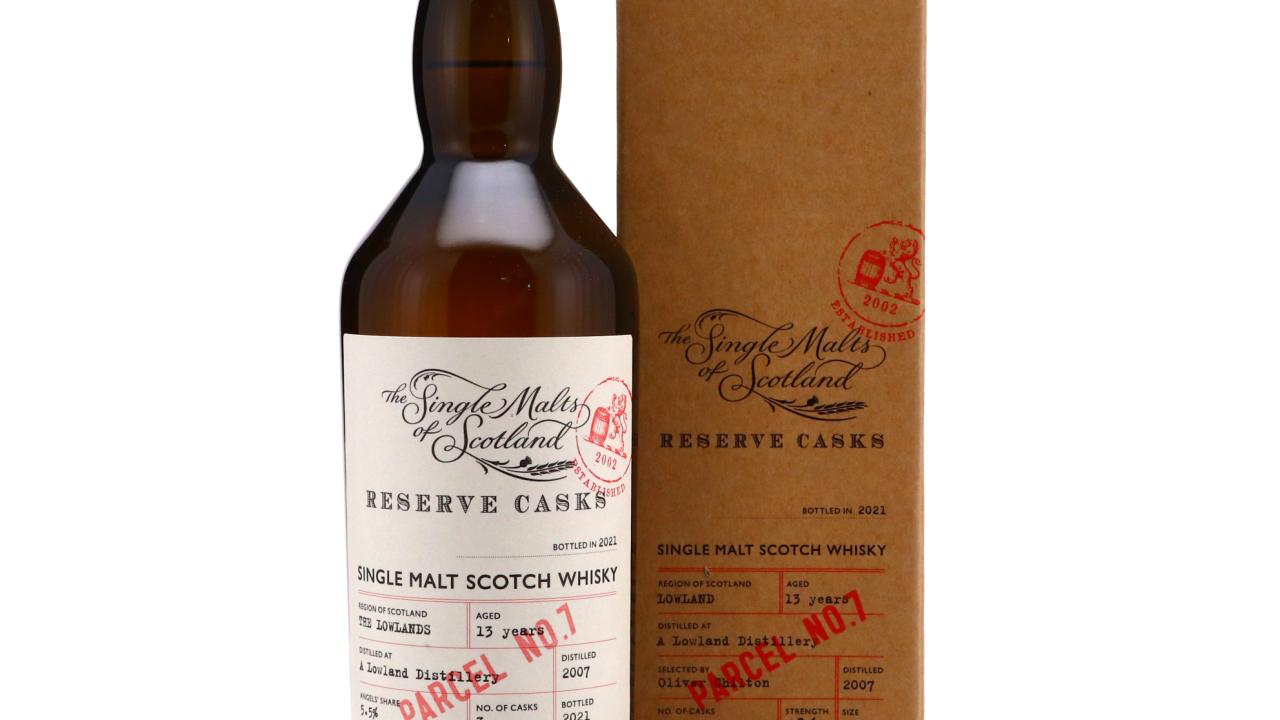 The Single Malts
of Scotland
2002
ESTABLISHED
RESERVE CASKS
BOTTLED IN 2021
SINGLE MALT SCOTCH WHISKY
REGION OF SCOTLAND
THE LOWLANDS
AGED
13 years
DISTILLED AT
A Lowland Distillery
DISTILLED
2007
PARCEL NO.7
ANGELS' SHARE
5.5%
NO. OF CASKS
BOTTLED
2021
The Single Malts
of Scotland
2002
ESTABLISHED
RESERVE CASKS
BOTTLED IN 2021
SINGLE MALT SCOTCH WHISKY
REGION OF SCOTLAND
LOWLAND
AGED
13 years
DISTILLED AT
A Lowland Distillery
SELECTED BY
Oliver Chilton
DISTILLED
2007
PARCEL NO.7
NO. OF CASKS
STRENGTH
SIZE